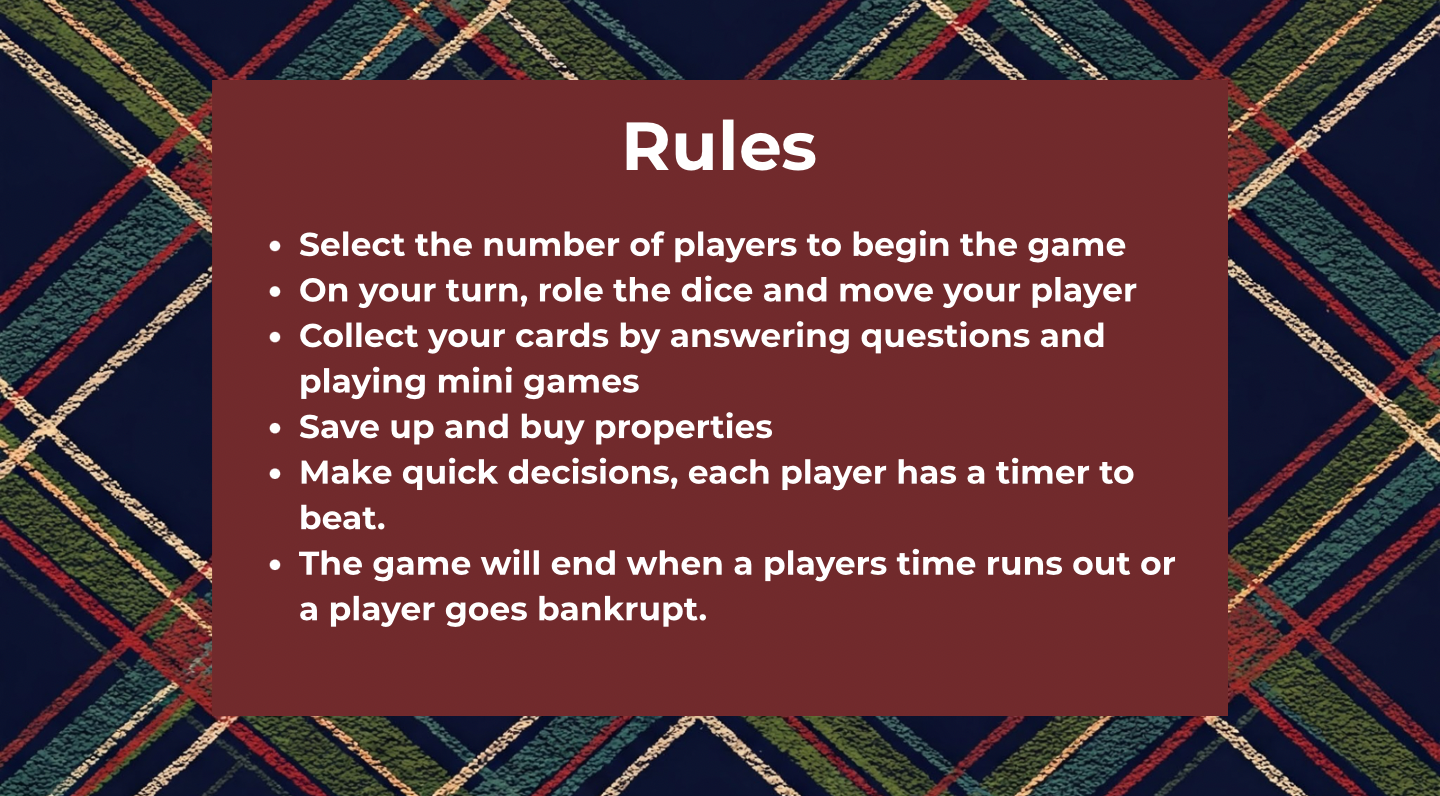 Rules
• Select the number of players to begin the game
• On your turn, role the dice and move your player
• Collect your cards by answering questions and
playing mini games
• Save up and buy properties
• Make quick decisions, each player has a timer to
beat.
• The game will end when a players time runs out or
a player goes bankrupt.